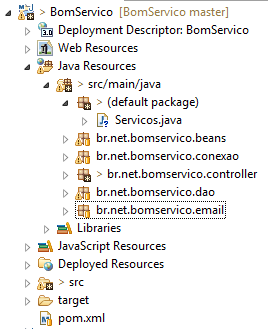 > BomServico [BomServico master]
Deployment Descriptor: BomServico
Web Resources
Java Resources
> src/main/java
> (default package)
> Servicos.java
br.net.bomservico.beans
br.net.bomservico.conexao
> br.net.bomservico.controller
br.net.bomservico.dao
br.net.bomservico.email
Libraries
JavaScript Resources
Deployed Resources
> src
target
pom.xml